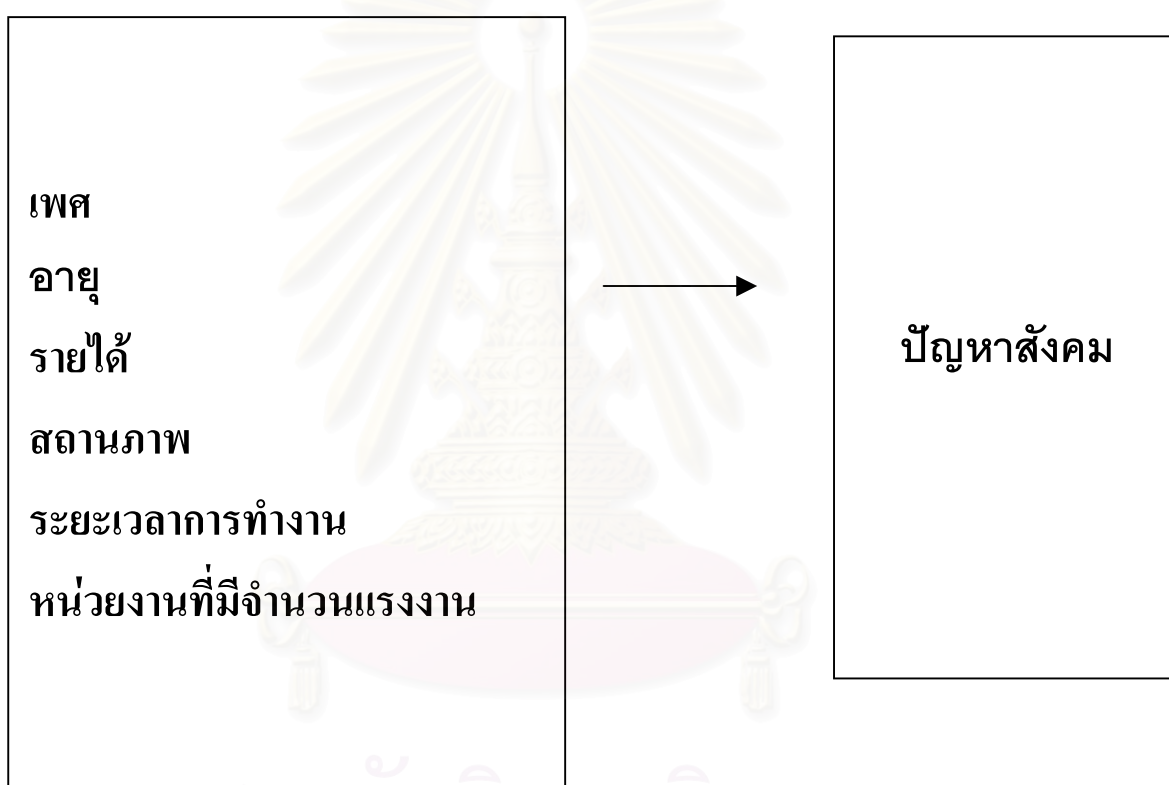 เพศ
อายุ
รายได้
สถานภาพ
ระยะเวลาการทำงาน
หน่วยงานที่มีจำนวนแรงงาน
ปัญหาสังคม